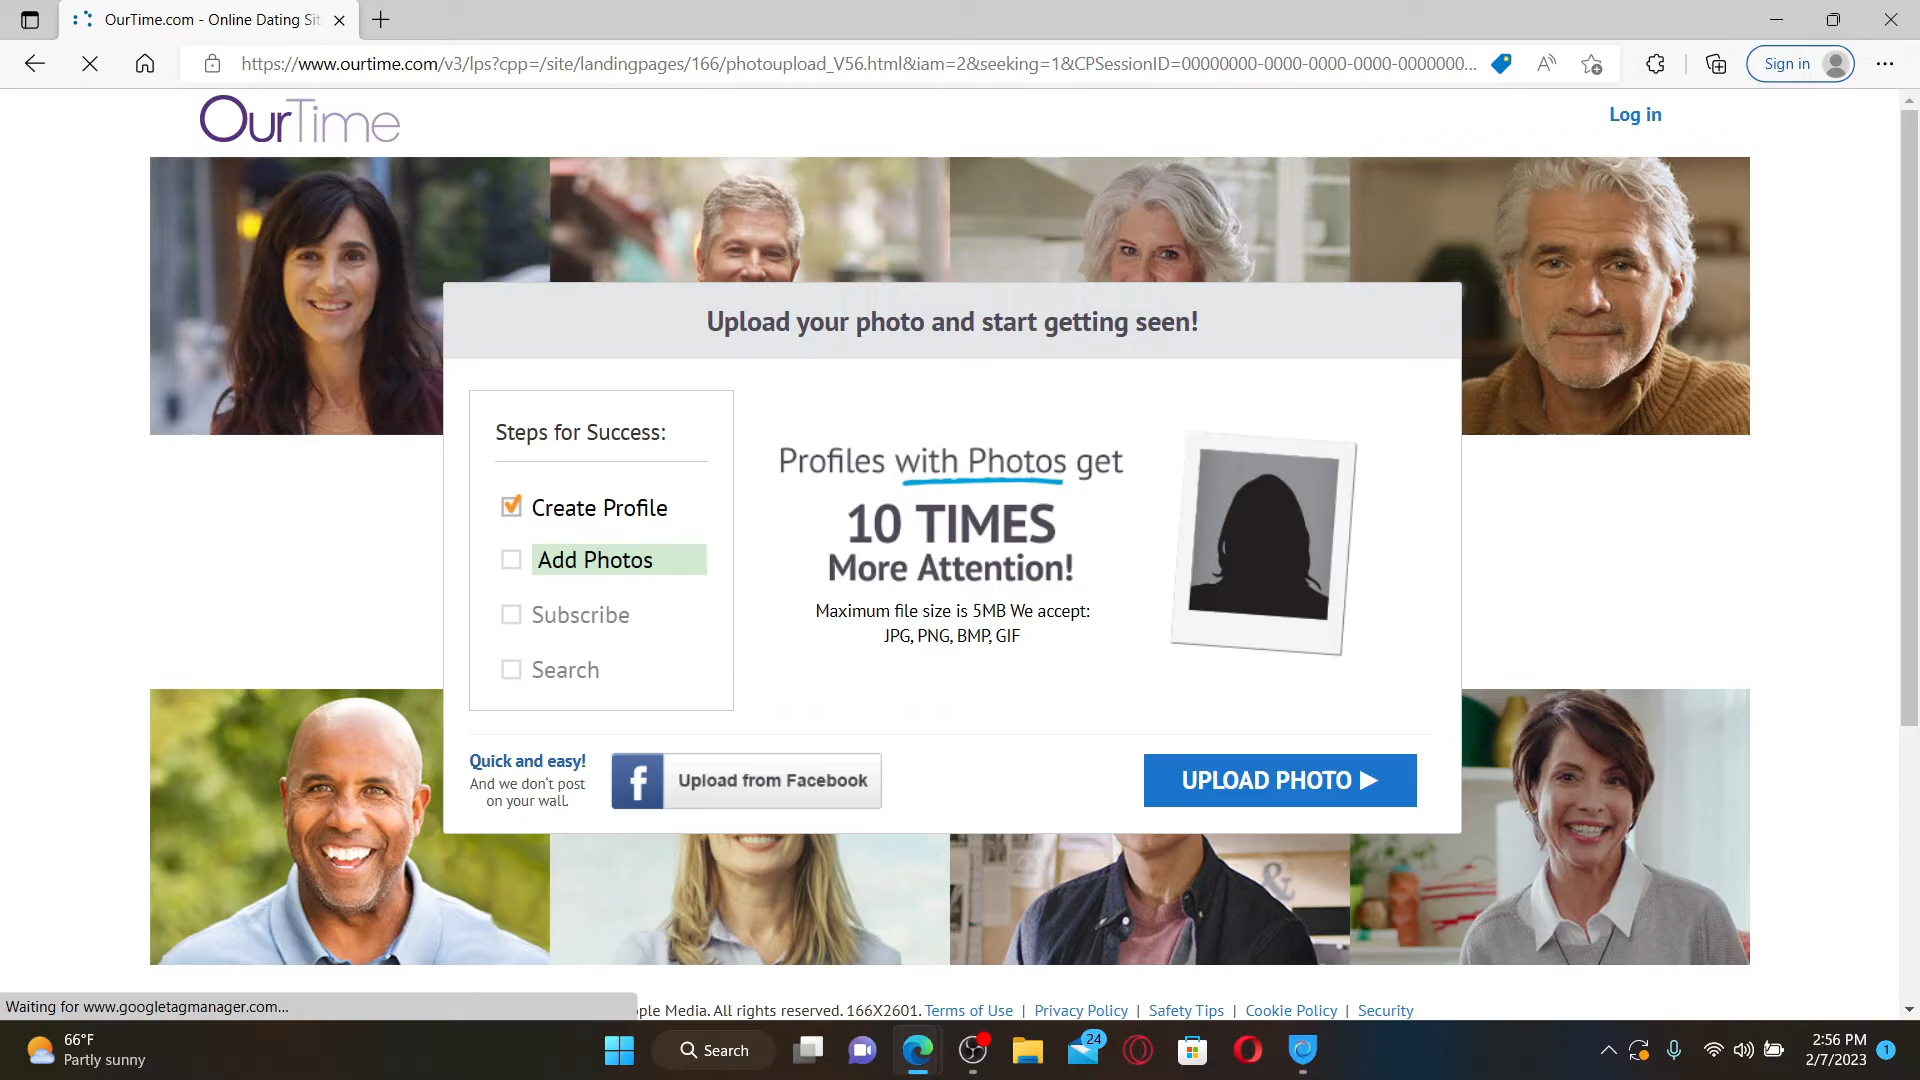 OurTime.com - Online Dating Sit
https://www.ourtime.com/v3/lps?cpp=/site/landingpages/166/photoupload_V56.html&iam=2&seeking=1&CPSessionID=00000000-0000-0000-0000-0000000...
Sign in
OurTime
Log in
Upload your photo and start getting seen!
Steps for Success:
Create Profile
Add Photos
Subscribe
Search
Profiles with Photos get
10 TIMES
More Attention!
Maximum file size is 5MB We accept:
JPG, PNG, BMP, GIF
Quick and easy!
And we don't post
on your wall.
f Upload from Facebook
UPLOAD PHOTO ▶
Waiting for www.googletagmanager.com...
ple Media. All rights reserved. 166X2601. Terms of Use | Privacy Policy | Safety Tips | Cookie Policy | Security
66°F
Partly sunny
Search
24
2:56 PM
2/7/2023
1